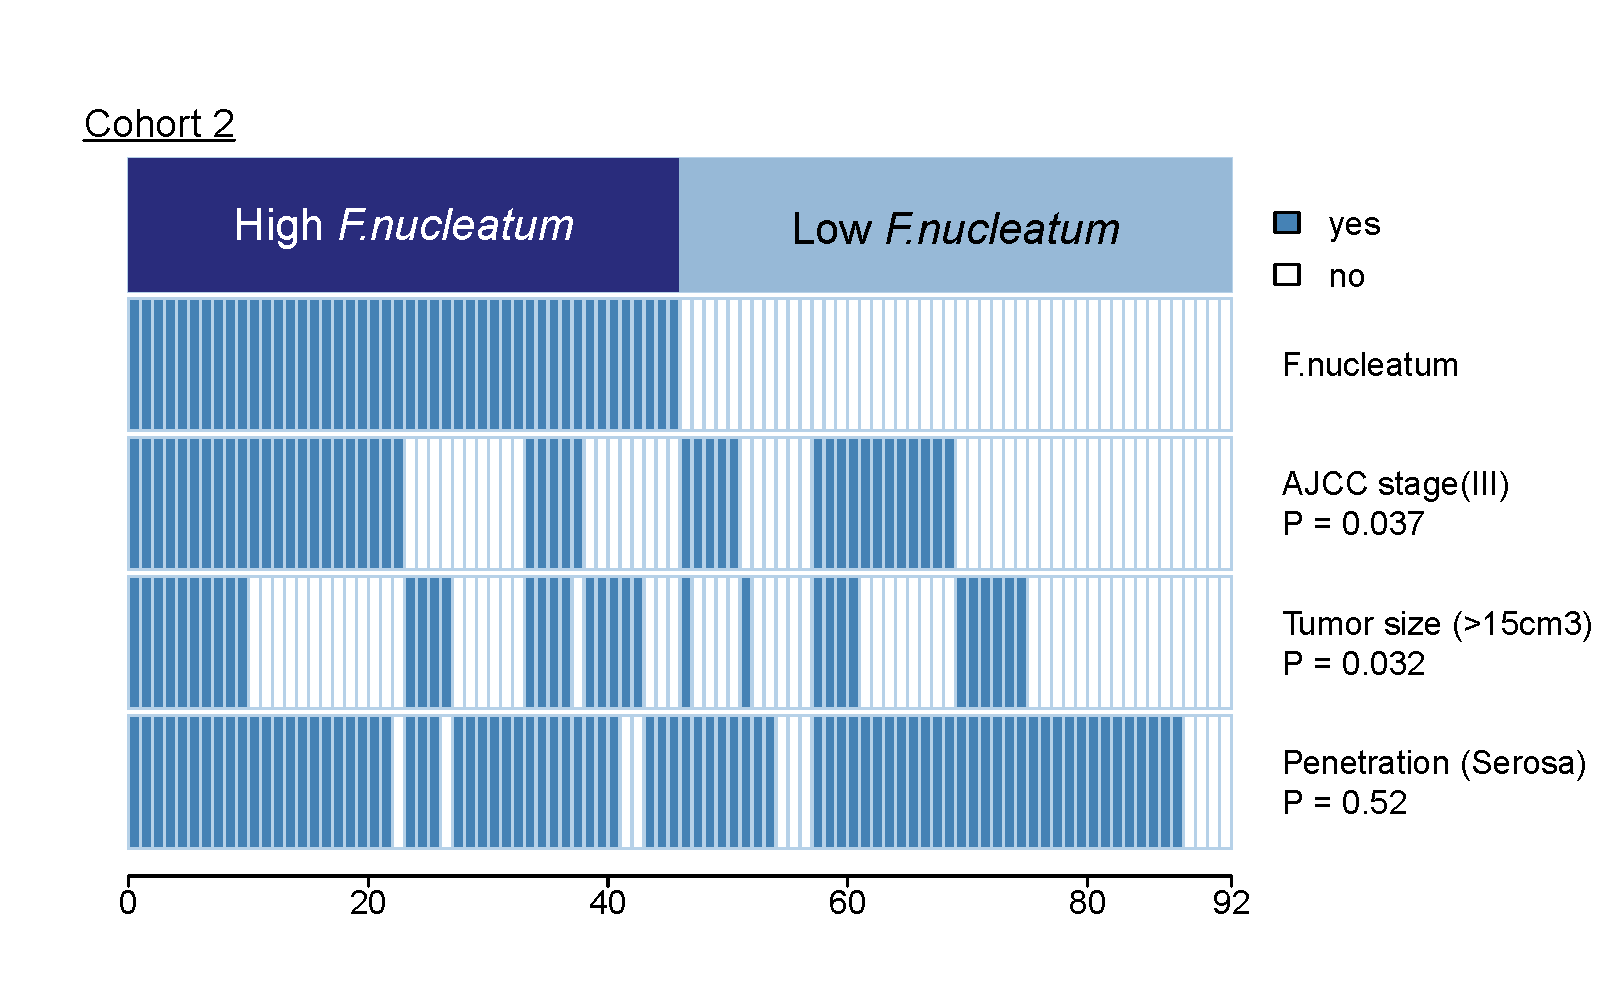 Cohort 2
High F.nucleatum
Low F.nucleatum
yes
no
F.nucleatum
AJCC stage(III)
P = 0.037
Tumor size (>15cm3)
P = 0.032
Penetration (Serosa)
P = 0.52
0 20 40 60 80 92